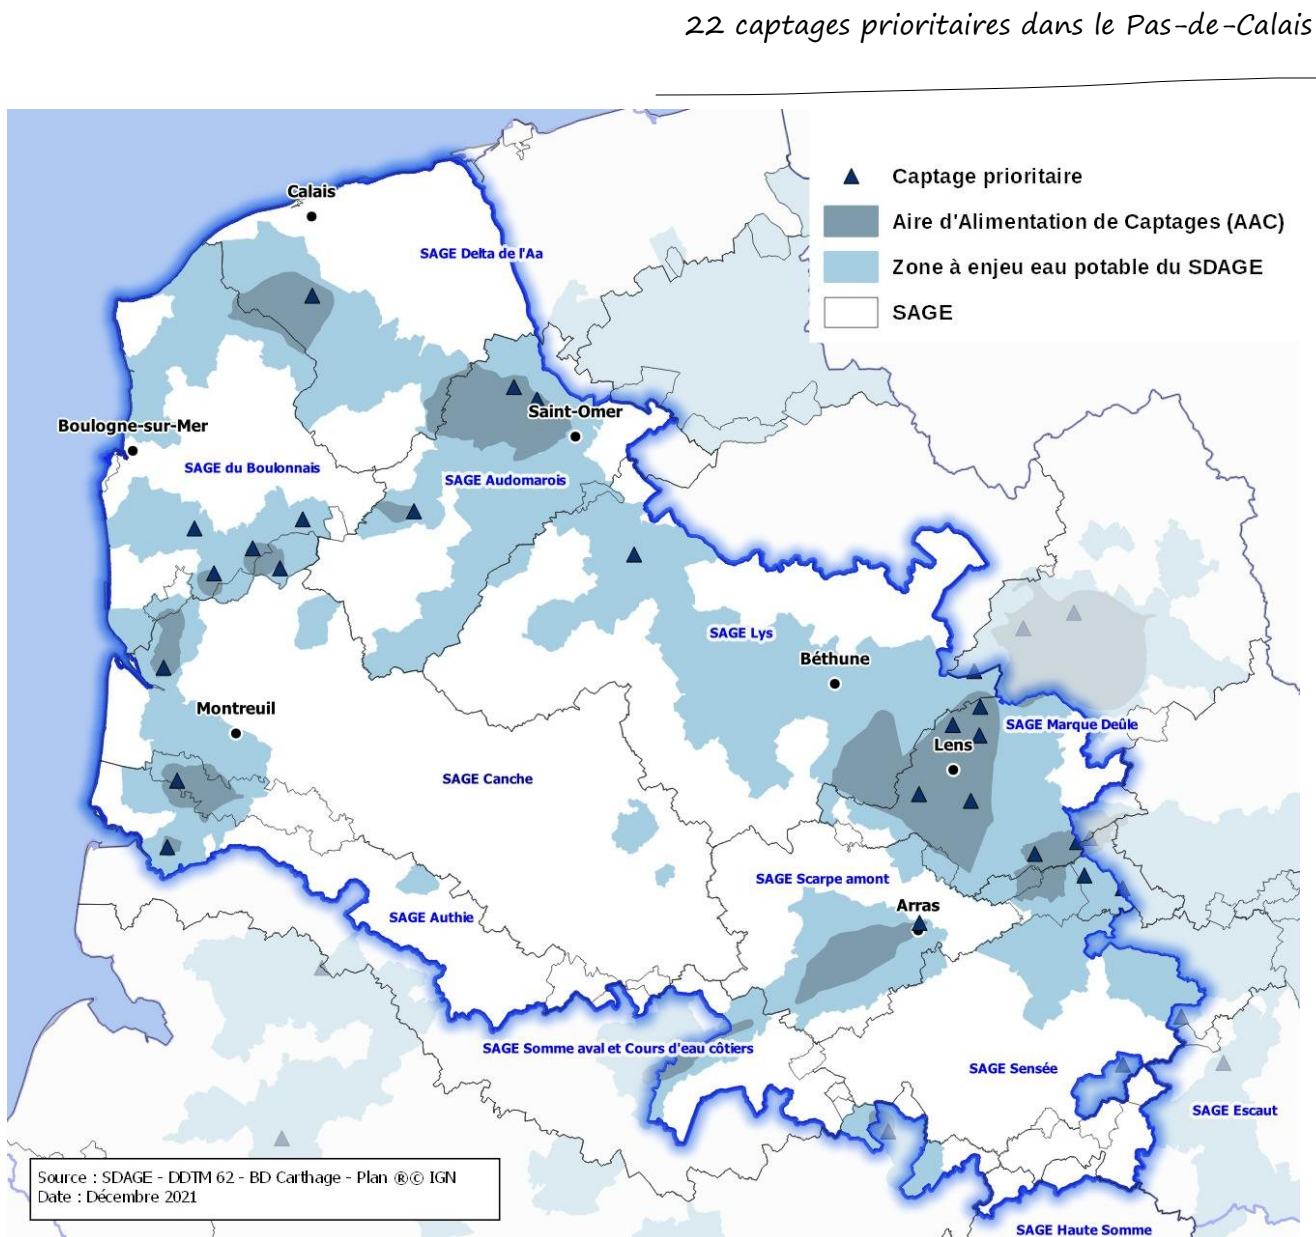 22 captages prioritaires dans le Pas-de-Calais
Captage prioritaire
Aire d'Alimentation de Captages (AAC)
Zone à enjeu eau potable du SDAGE
SAGE
Calais
SAGE Delta de l'Aa
Saint-Omer
Boulogne-sur-Mer
SAGE du Boulonnais
SAGE Audomarois
SAGE Lys
Béthune
Montreuil
SAGE Marque Deûle
Lens
SAGE Canche
SAGE Scarpe amont
Arras
SAGE Authie
SAGE Somme aval et Cours d'eau côtiers
SAGE Sensée
SAGE Escaut
Source : SDAGE - DDTM 62 - BD Carthage - Plan ®© IGN
Date : Décembre 2021
SAGE Haute Somme